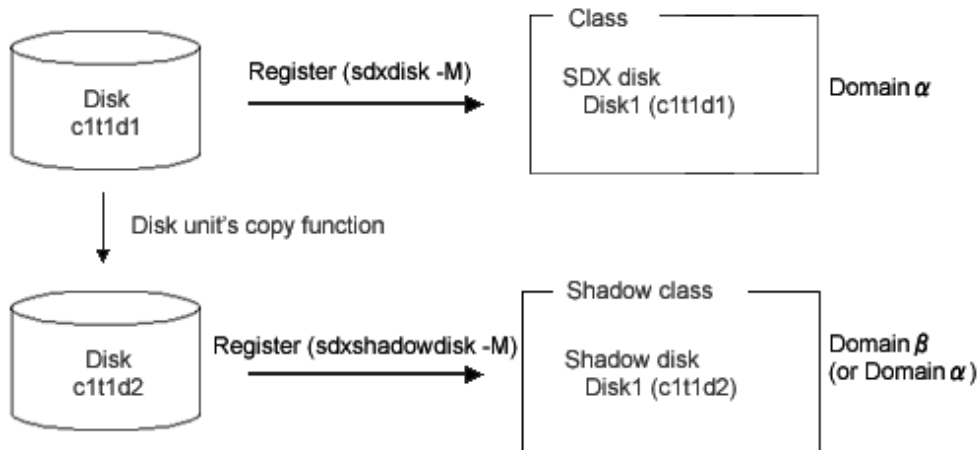 Class
Register (sdxdisk -M)
SDX disk
Disk1 (c1t1d1)
Domain α
Disk
c1t1d1
Disk unit's copy function
Shadow class
Register (sdxshadowdisk -M)
Shadow disk
Disk1 (c1t1d2)
Domain β
(or Domain α)
Disk
c1t1d2